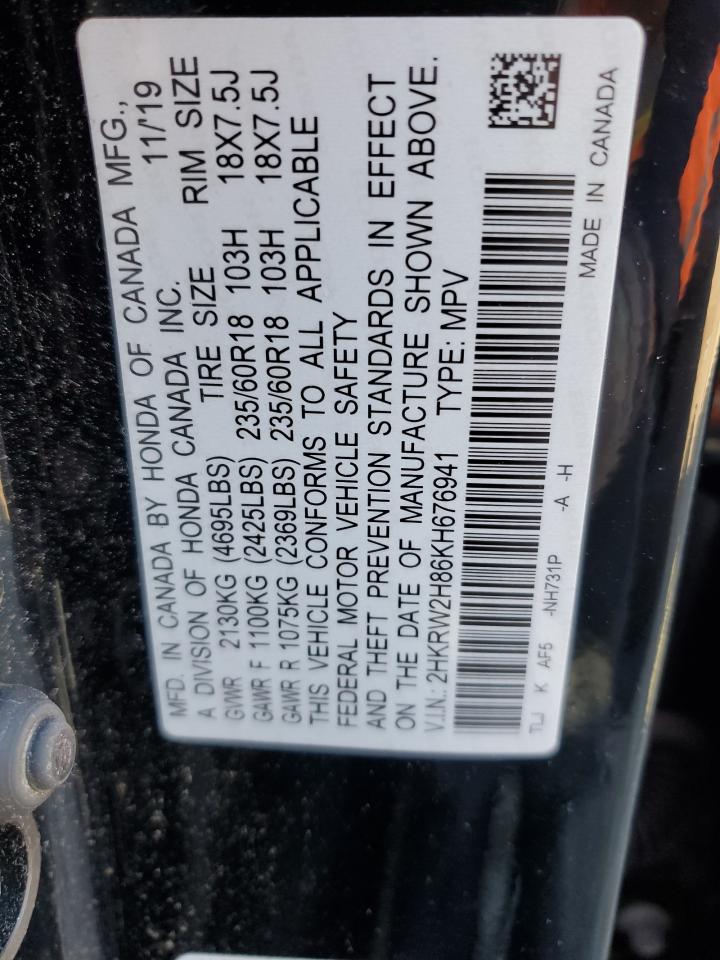 MFD. IN CANADA BY HONDA OF CANADA MFG.,
A DIVISION OF HONDA CANADA INC. 11/'19
GVWR 2130KG (4695LBS) TIRE SIZE RIM SIZE
GAWR F 1100KG (2425LBS) 235/60R18 103H 18X7.5J
GAWR R 1075KG (2369LBS) 235/60R18 103H 18X7.5J
THIS VEHICLE CONFORMS TO ALL APPLICABLE
FEDERAL MOTOR VEHICLE SAFETY
AND THEFT PREVENTION STANDARDS IN EFFECT
ON THE DATE OF MANUFACTURE SHOWN ABOVE.
V.I.N.: 2HKRW2H86KH676941 TYPE: MPV
TLJ K AF5 -NH731P -A -H
MADE IN CANADA